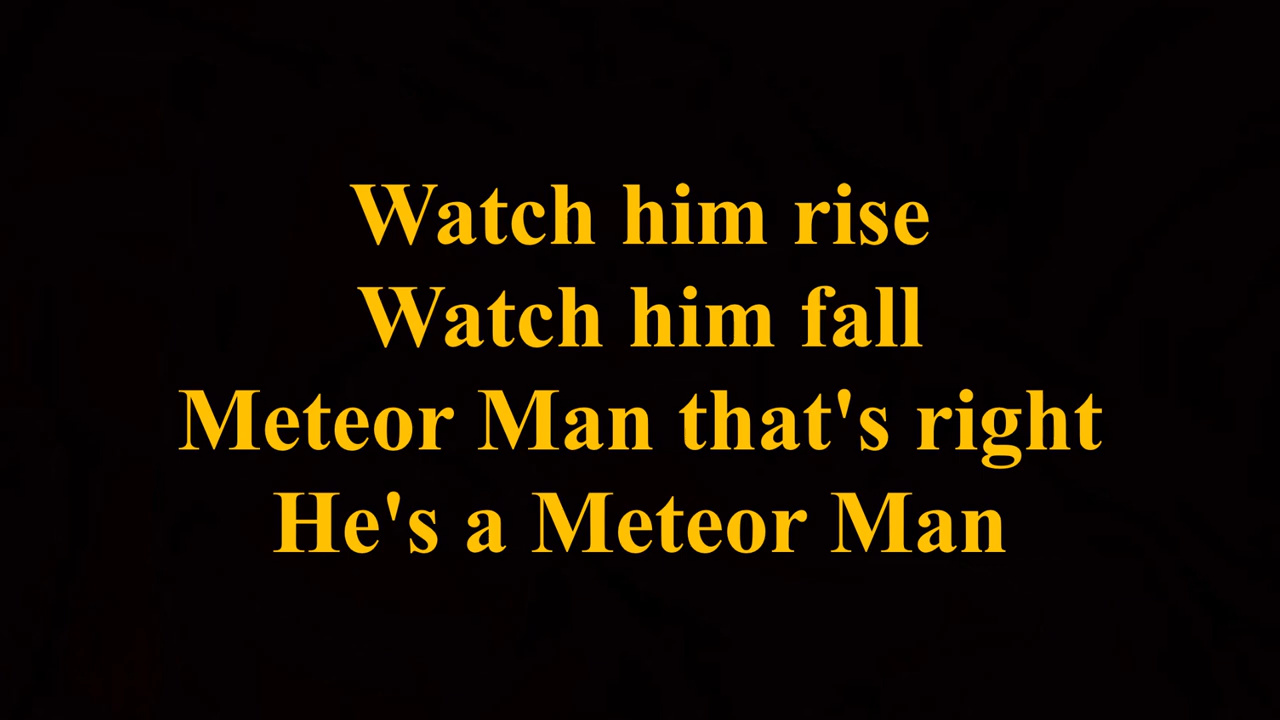 Watch him rise
Watch him fall
Meteor Man that's right
He's a Meteor Man